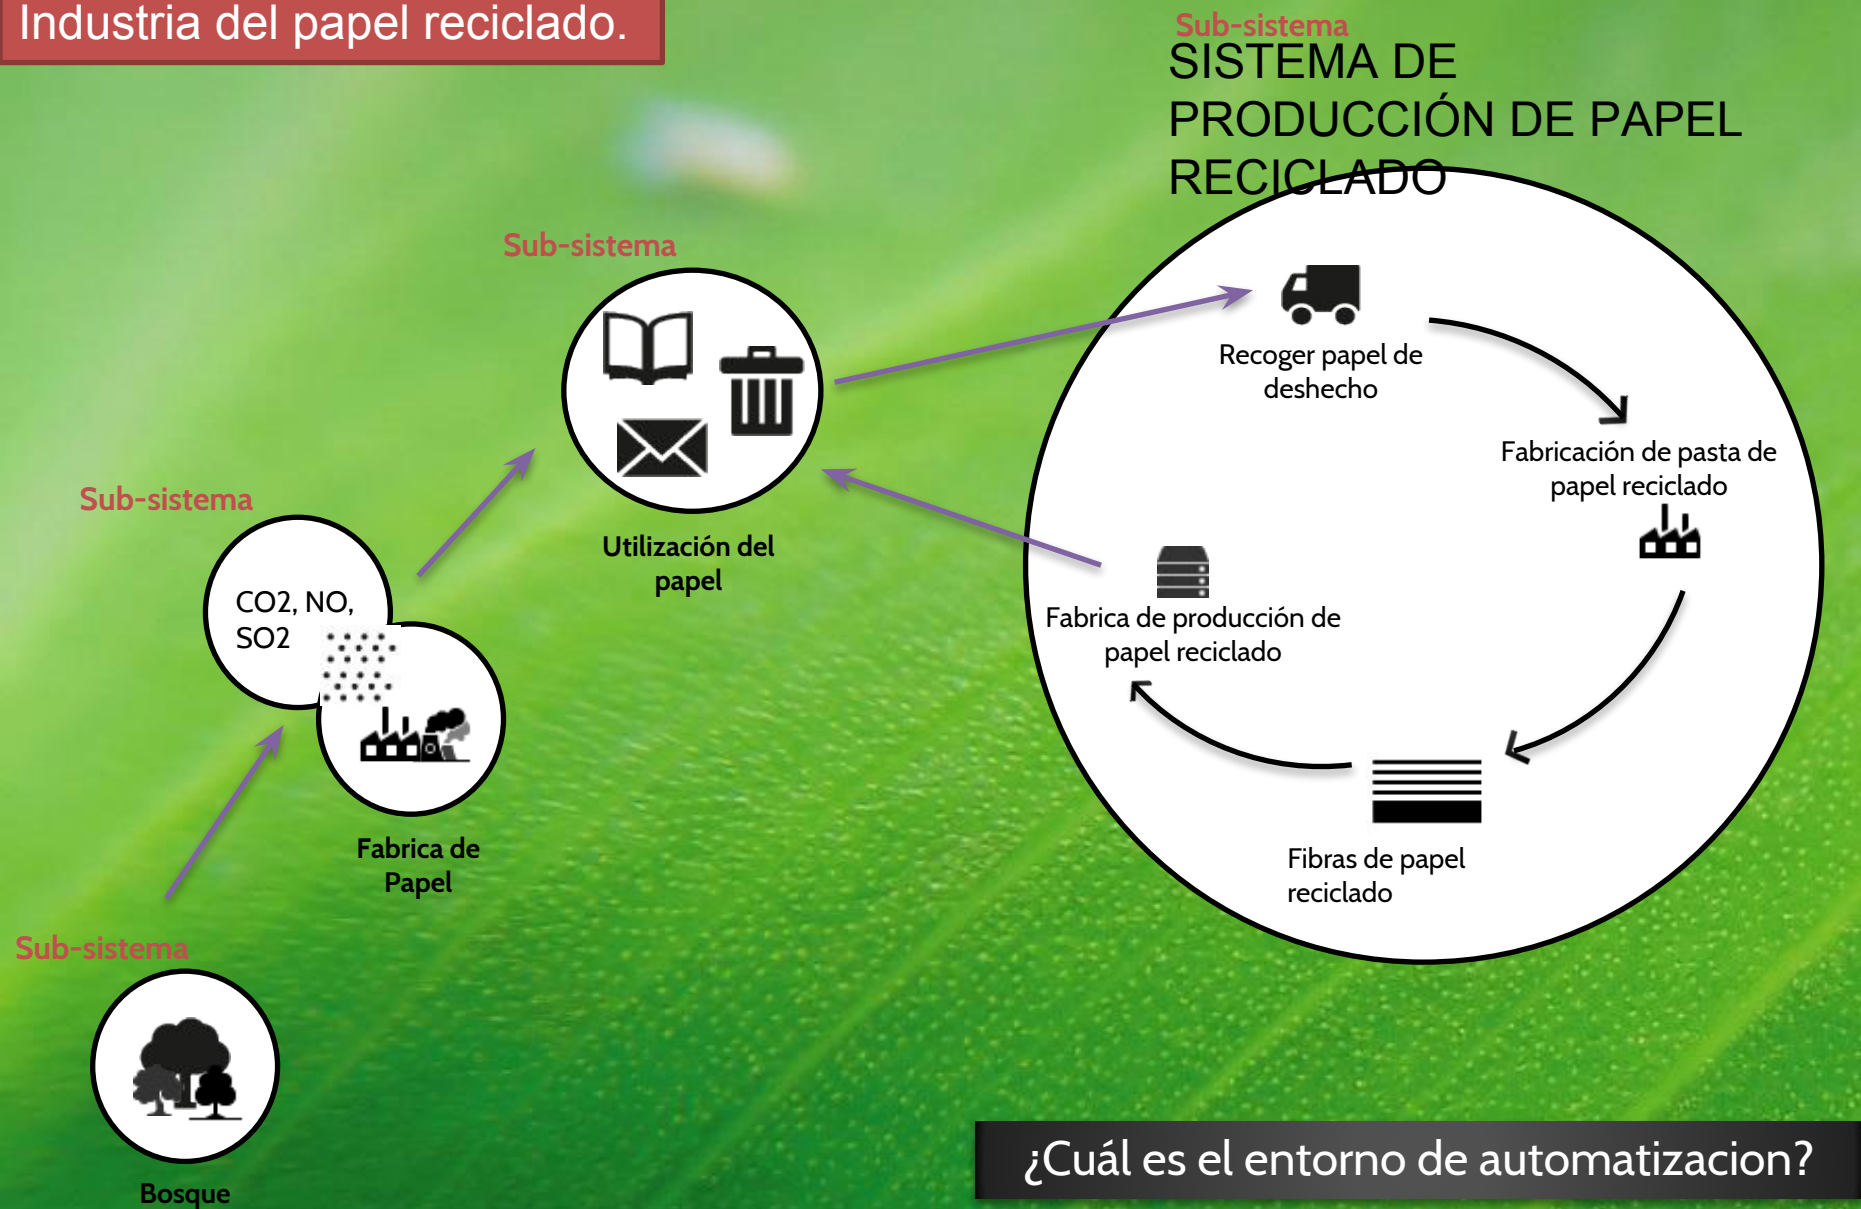 Industria del papel reciclado.
Sub-sistema
SISTEMA DE
PRODUCCIÓN DE PAPEL
RECICLADO
Sub-sistema
Recoger papel de
deshecho
Fabricación de pasta de
papel reciclado
Sub-sistema
Utilización del
papel
CO2, NO,
SO2
Fabrica de producción de
papel reciclado
Fabrica de
Papel
Fibras de papel
reciclado
Sub-sistema
Bosque
¿Cuál es el entorno de automatizacion?